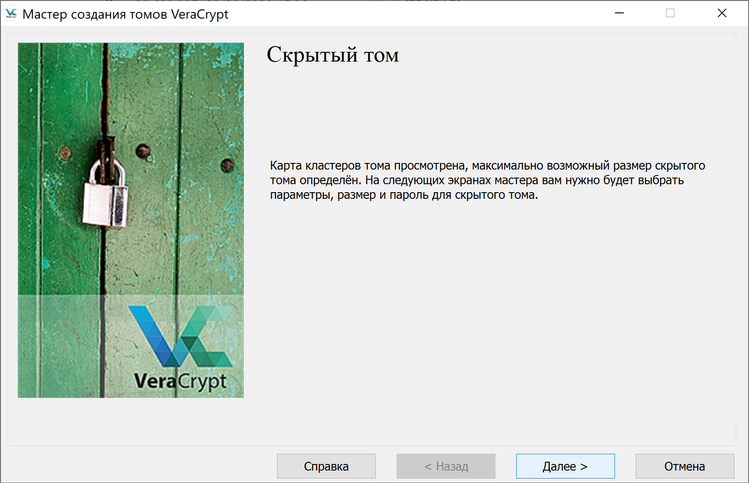 Мастер создания томов VeraCrypt
Скрытый том
Карта кластеров тома просмотрена, максимально возможный размер скрытого
тома определён. На следующих экранах мастера вам нужно будет выбрать
параметры, размер и пароль для скрытого тома.
VeraCrypt
Справка
< Назад
Далее >
Отмена